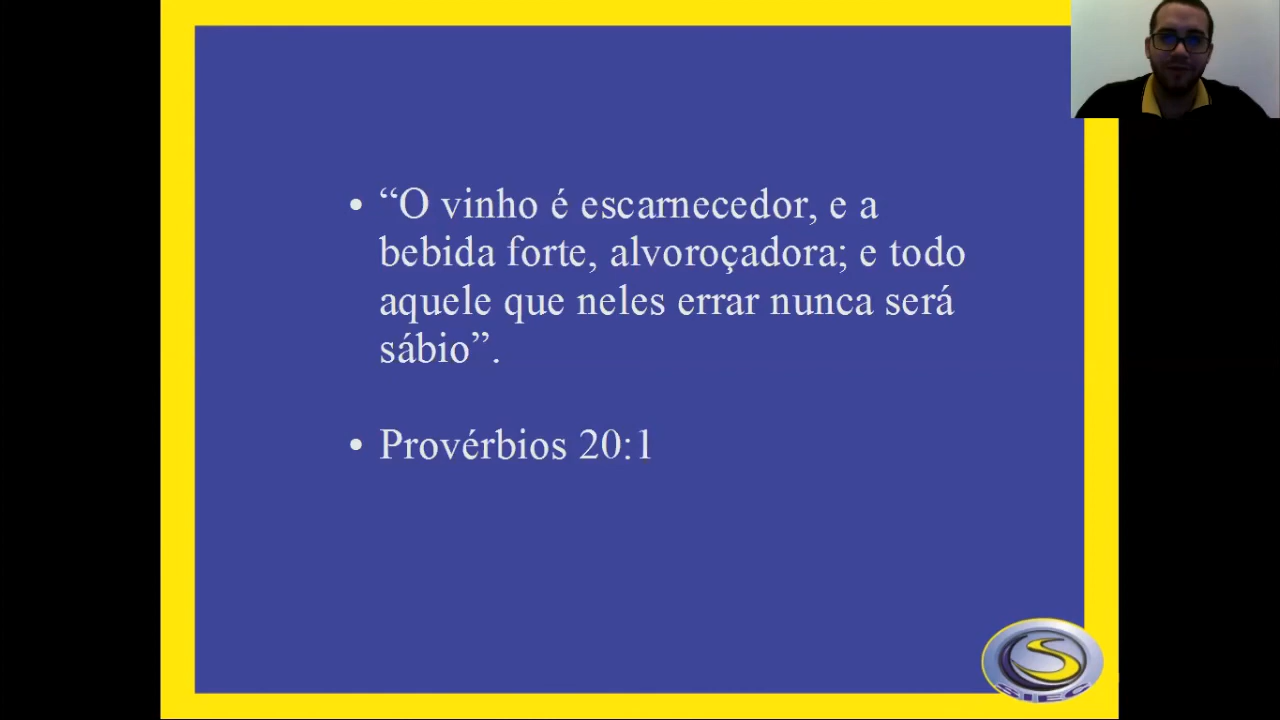 • “O vinho é escarnecedor, e a
bebida forte, alvoroçadora; e todo
aquele que neles errar nunca será
sábio”.
• Provérbios 20:1